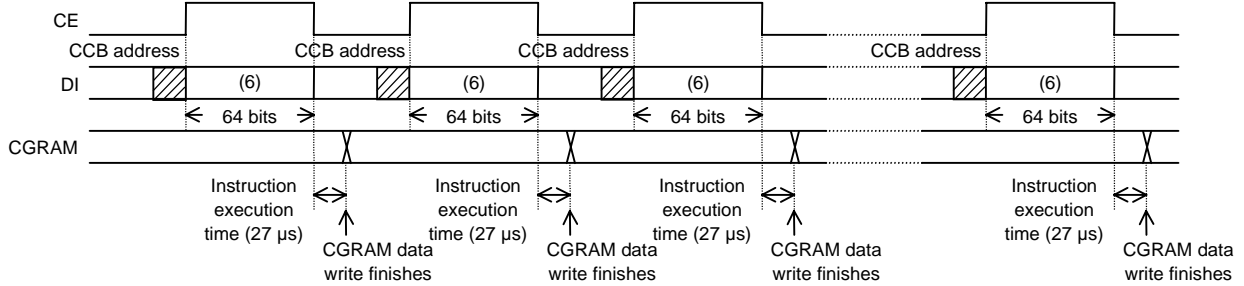 CE
CCB address CCB address CCB address CCB address
DI (6) (6) (6) (6)
64 bits 64 bits 64 bits 64 bits
CGRAM
Instruction Instruction Instruction Instruction
execution execution execution execution
time (27 µs) time (27 µs) time (27 µs) time (27 µs)
CGRAM data CGRAM data CGRAM data CGRAM data
write finishes write finishes write finishes write finishes